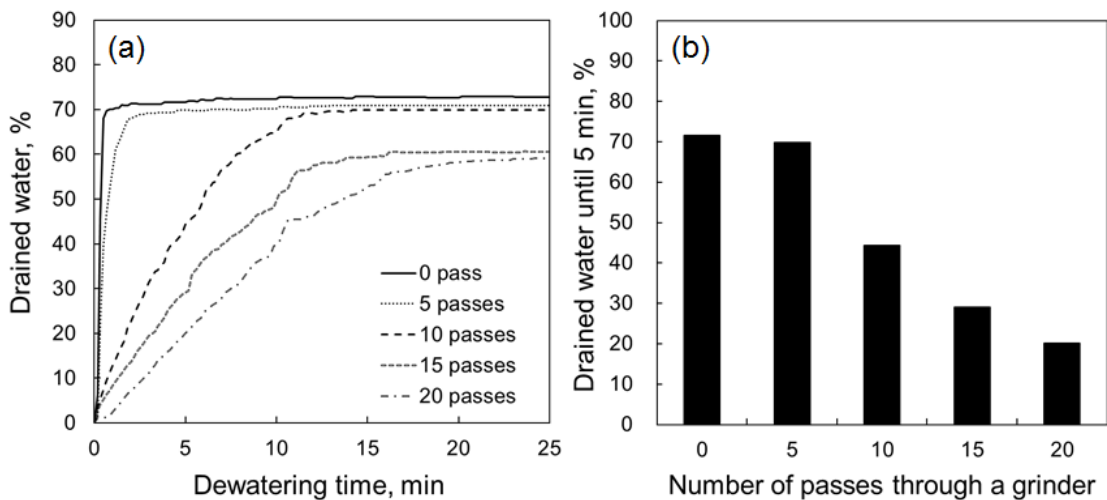 (a)
90
80
70
60
50
40
30
20
10
0
Drained water, %
0 pass
5 passes
10 passes
15 passes
20 passes
0 5 10 15 20 25
Dewatering time, min
(b)
100
90
80
70
60
50
40
30
20
10
0
Drained water until 5 min, %
0 5 10 15 20
Number of passes through a grinder